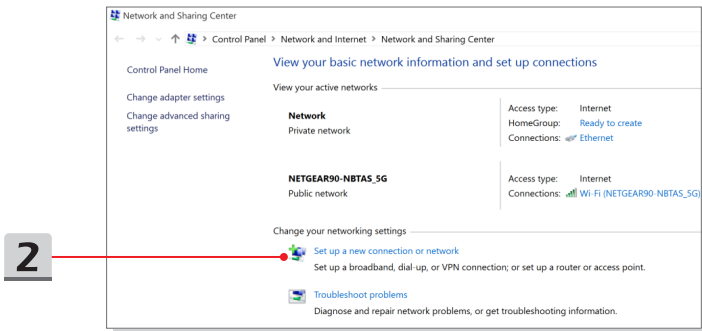 Network and Sharing Center
Control Panel > Network and Internet > Network and Sharing Center
Control Panel Home
Change adapter settings
Change advanced sharing
settings
View your basic network information and set up connections
View your active networks
Network
Private network
Access type: Internet
HomeGroup: Ready to create
Connections: Ethernet
NETGEAR90-NBTAS_5G
Public network
Access type: Internet
Connections: Wi-Fi (NETGEAR90-NBTAS_5G)
Change your networking settings
2
Set up a new connection or network
Set up a broadband, dial-up, or VPN connection; or set up a router or access point.
Troubleshoot problems
Diagnose and repair network problems, or get troubleshooting information.